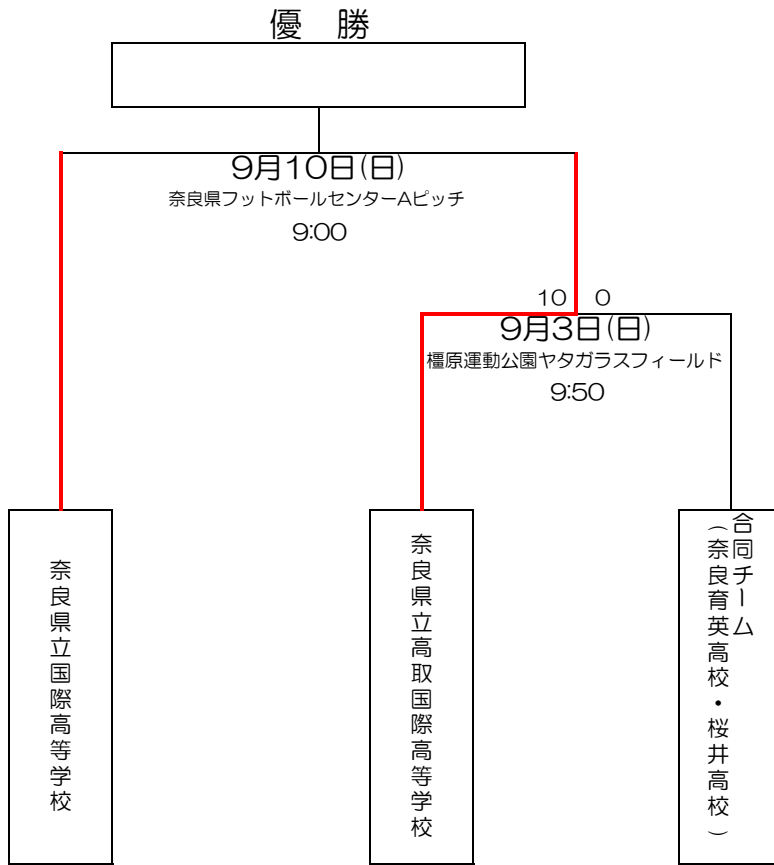 優　勝
9月10日(日)
奈良県フットボールセンターAピッチ
9:00
10　0
9月3日(日)
橿原運動公園ヤタガラスフィールド
9:50
奈良県立国際高等学校
奈良県立高取国際高等学校
合同チーム
（奈良育英高校・桜井高校）